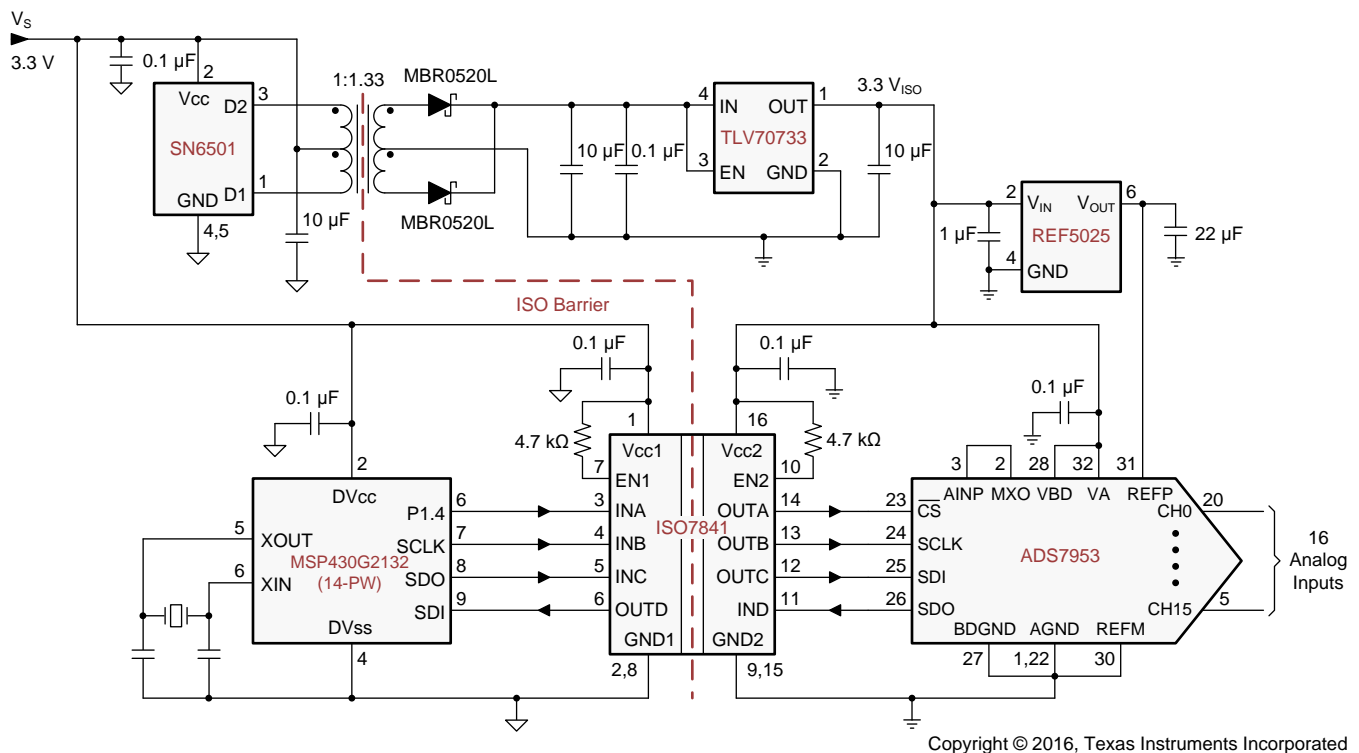 VS
3.3 V
0.1 µF
2
Vcc
D2
3
SN6501
GND
D1
1
4,5
10 µF
1:1.33
MBR0520L
MBR0520L
10 µF
0.1 µF
4
IN
OUT
1
TLV70733
3
EN
GND
2
3.3 VISO
10 µF
2
VIN
VOUT
6
REF5025
1 µF
4
GND
22 µF
ISO Barrier
0.1 µF
2
DVcc
5
XOUT
6
XIN
MSP430G2132
(14-PW)
P1.4
6
SCLK
7
SDO
8
SDI
9
DVss
4
0.1 µF
4.7 kΩ
1
Vcc1
7
EN1
3
INA
4
INB
5
INC
6
OUTD
GND1
2,8
ISO7841
0.1 µF
4.7 kΩ
16
Vcc2
EN2
10
OUTA
14
OUTB
13
OUTC
12
IND
11
GND2
9,15
0.1 µF
3
2
28
32
31
AINP
MXO
VBD
VA
REFP
23
CS
24
SCLK
25
SDI
26
SDO
ADS7953
CH0
20
CH15
5
BDGND
AGND
REFM
27
1,22
30
16
Analog
Inputs
Copyright © 2016, Texas Instruments Incorporated